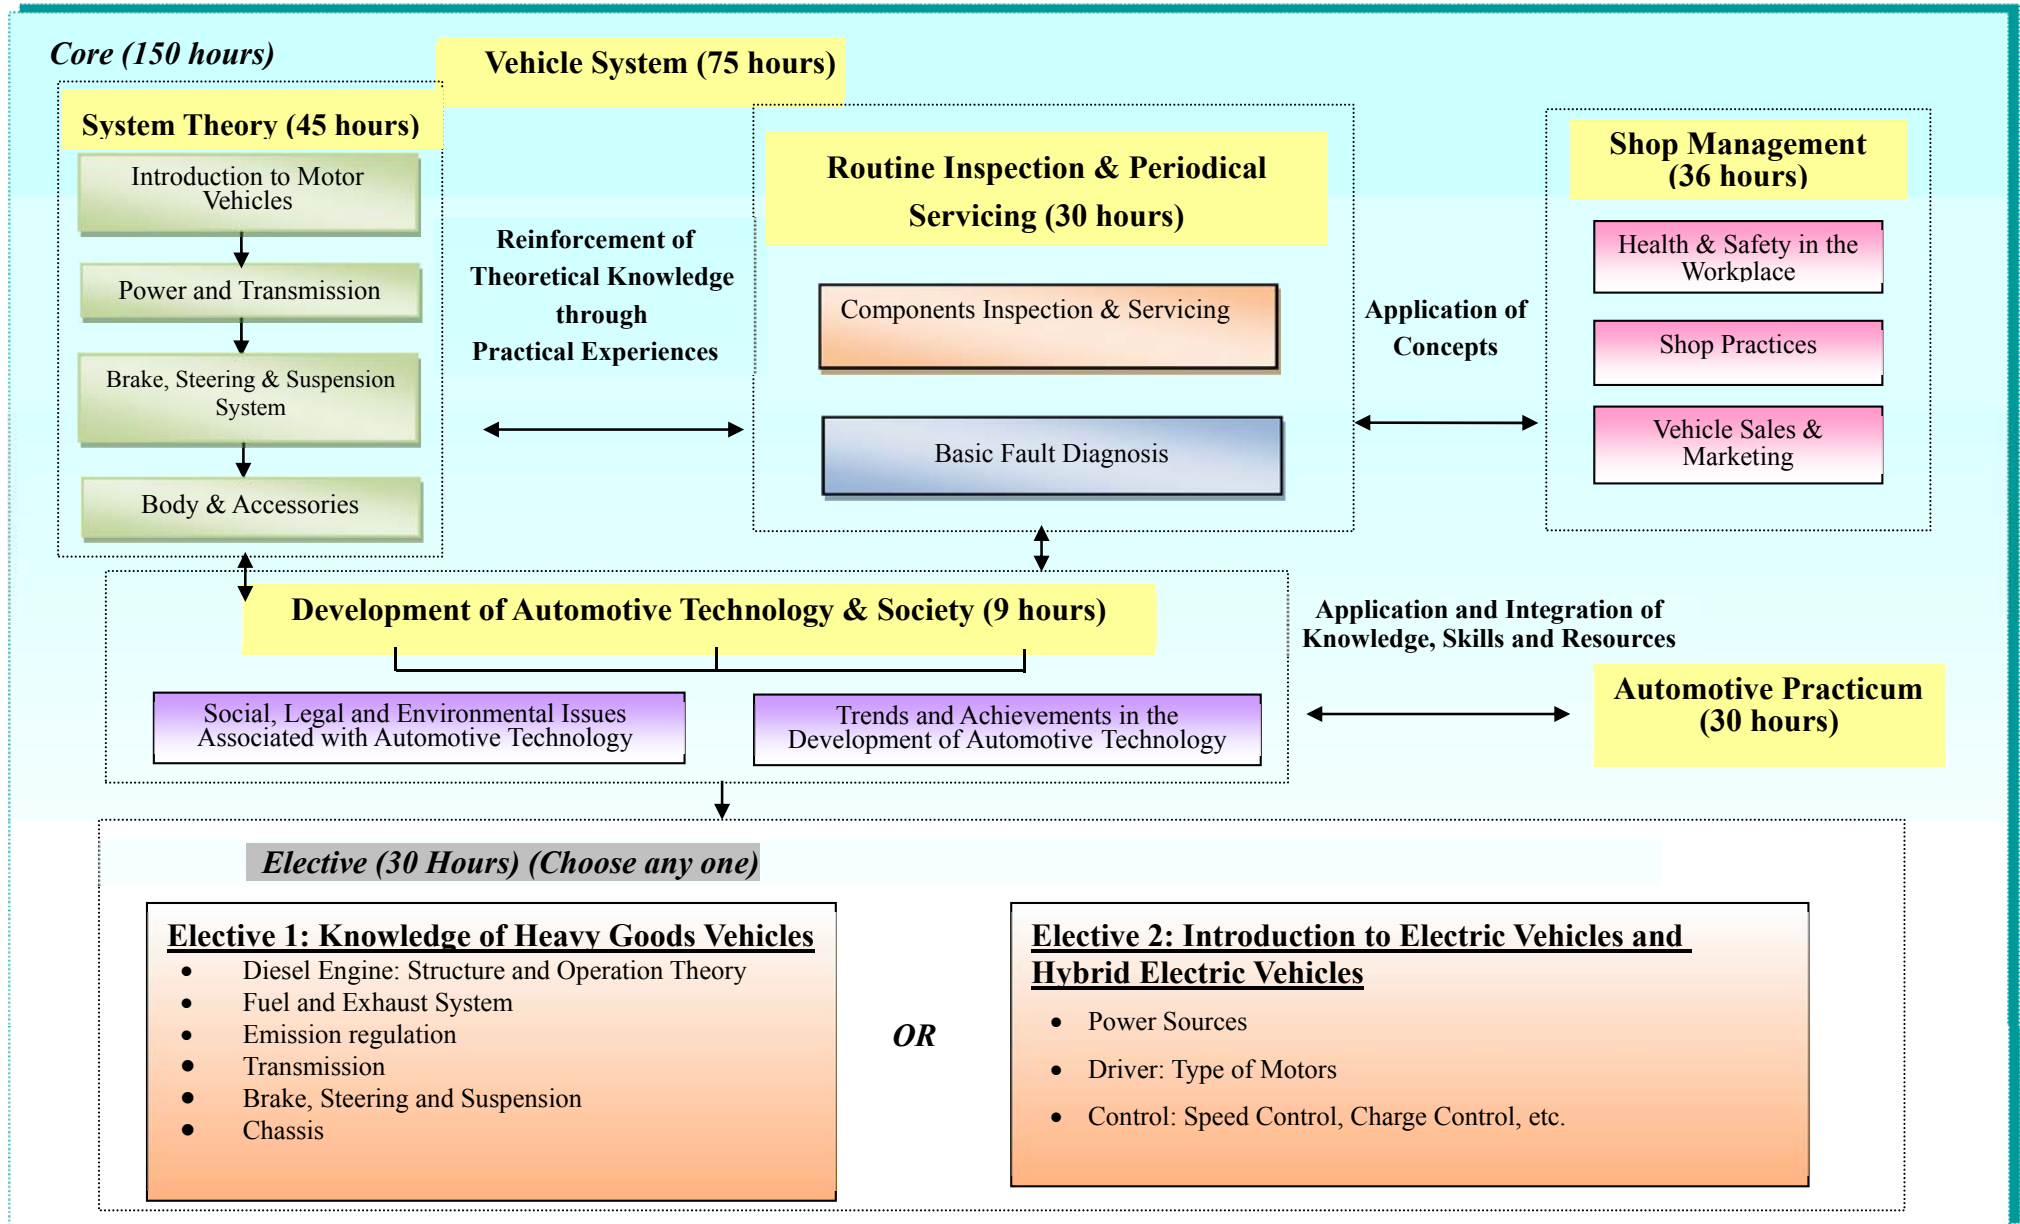 Core (150 hours)
Vehicle System (75 hours)
System Theory (45 hours)
Introduction to Motor
Vehicles
Power and Transmission
Brake, Steering & Suspension
System
Body & Accessories
Reinforcement of
Theoretical Knowledge
through
Practical Experiences
Routine Inspection & Periodical
Servicing (30 hours)
Components Inspection & Servicing
Basic Fault Diagnosis
Application of
Concepts
Shop Management
(36 hours)
Health & Safety in the
Workplace
Shop Practices
Vehicle Sales &
Marketing
Development of Automotive Technology & Society (9 hours)
Social, Legal and Environmental Issues
Associated with Automotive Technology
Trends and Achievements in the
Development of Automotive Technology
Application and Integration of
Knowledge, Skills and Resources
Automotive Practicum
(30 hours)
Elective (30 Hours) (Choose any one)
Elective 1: Knowledge of Heavy Goods Vehicles
• Diesel Engine: Structure and Operation Theory
• Fuel and Exhaust System
• Emission regulation
• Transmission
• Brake, Steering and Suspension
• Chassis
OR
Elective 2: Introduction to Electric Vehicles and
Hybrid Electric Vehicles
• Power Sources
• Driver: Type of Motors
• Control: Speed Control, Charge Control, etc.